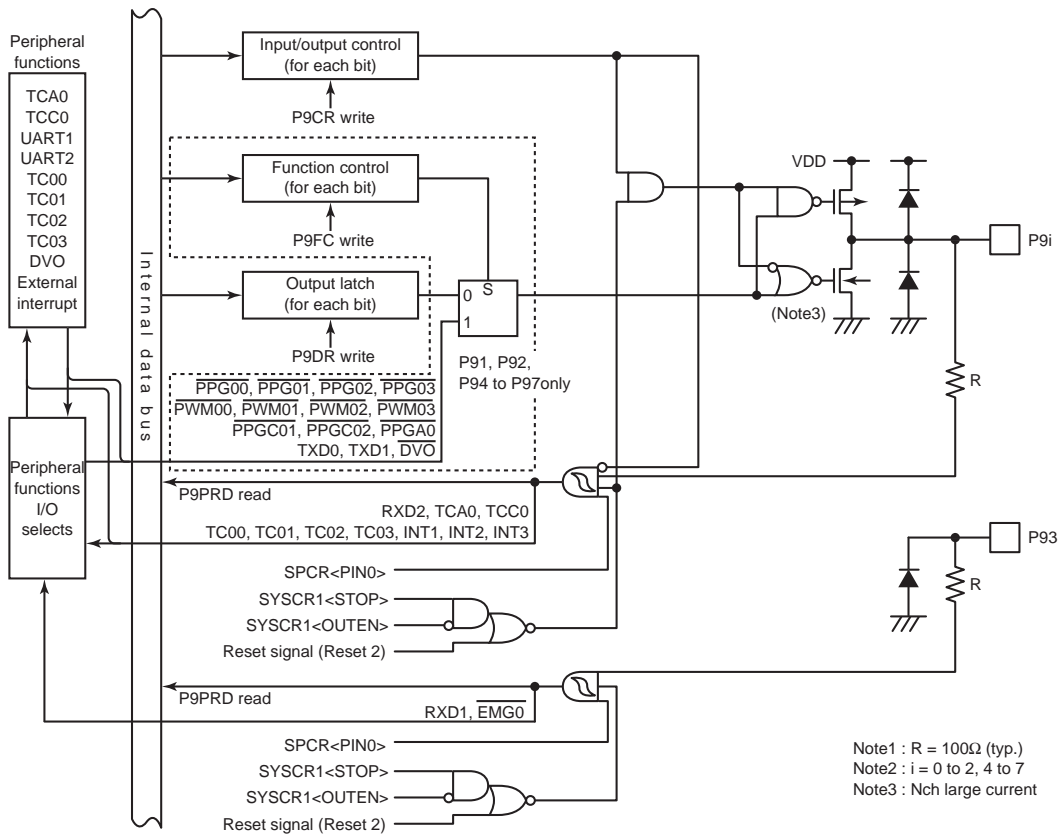 Peripheral
functions
TCA0
TCC0
UART1
UART2
TC00
TC01
TC02
TC03
DVO
External
interrupt
Peripheral
functions
I/O
selects
Internal data bus
Input/output control
(for each bit)
P9CR write
Function control
(for each bit)
P9FC write
Output latch
(for each bit)
P9DR write
0
S
1
P91, P92,
P94 to P97only
PPG00, PPG01, PPG02, PPG03
PWM00, PWM01, PWM02, PWM03
PPGC01, PPGC02, PPGA0
TXD0, TXD1, DVO
VDD
P9i
(Note3)
R
P9PRD read
RXD2, TCA0, TCC0
TC00, TC01, TC02, TC03, INT1, INT2, INT3
SPCR<PIN0>
SYSCR1<STOP>
SYSCR1<OUTEN>
Reset signal (Reset 2)
P93
R
P9PRD read
RXD1, EMG0
SPCR<PIN0>
SYSCR1<STOP>
SYSCR1<OUTEN>
Reset signal (Reset 2)
Note1 : R = 100Ω (typ.)
Note2 : i = 0 to 2, 4 to 7
Note3 : Nch large current